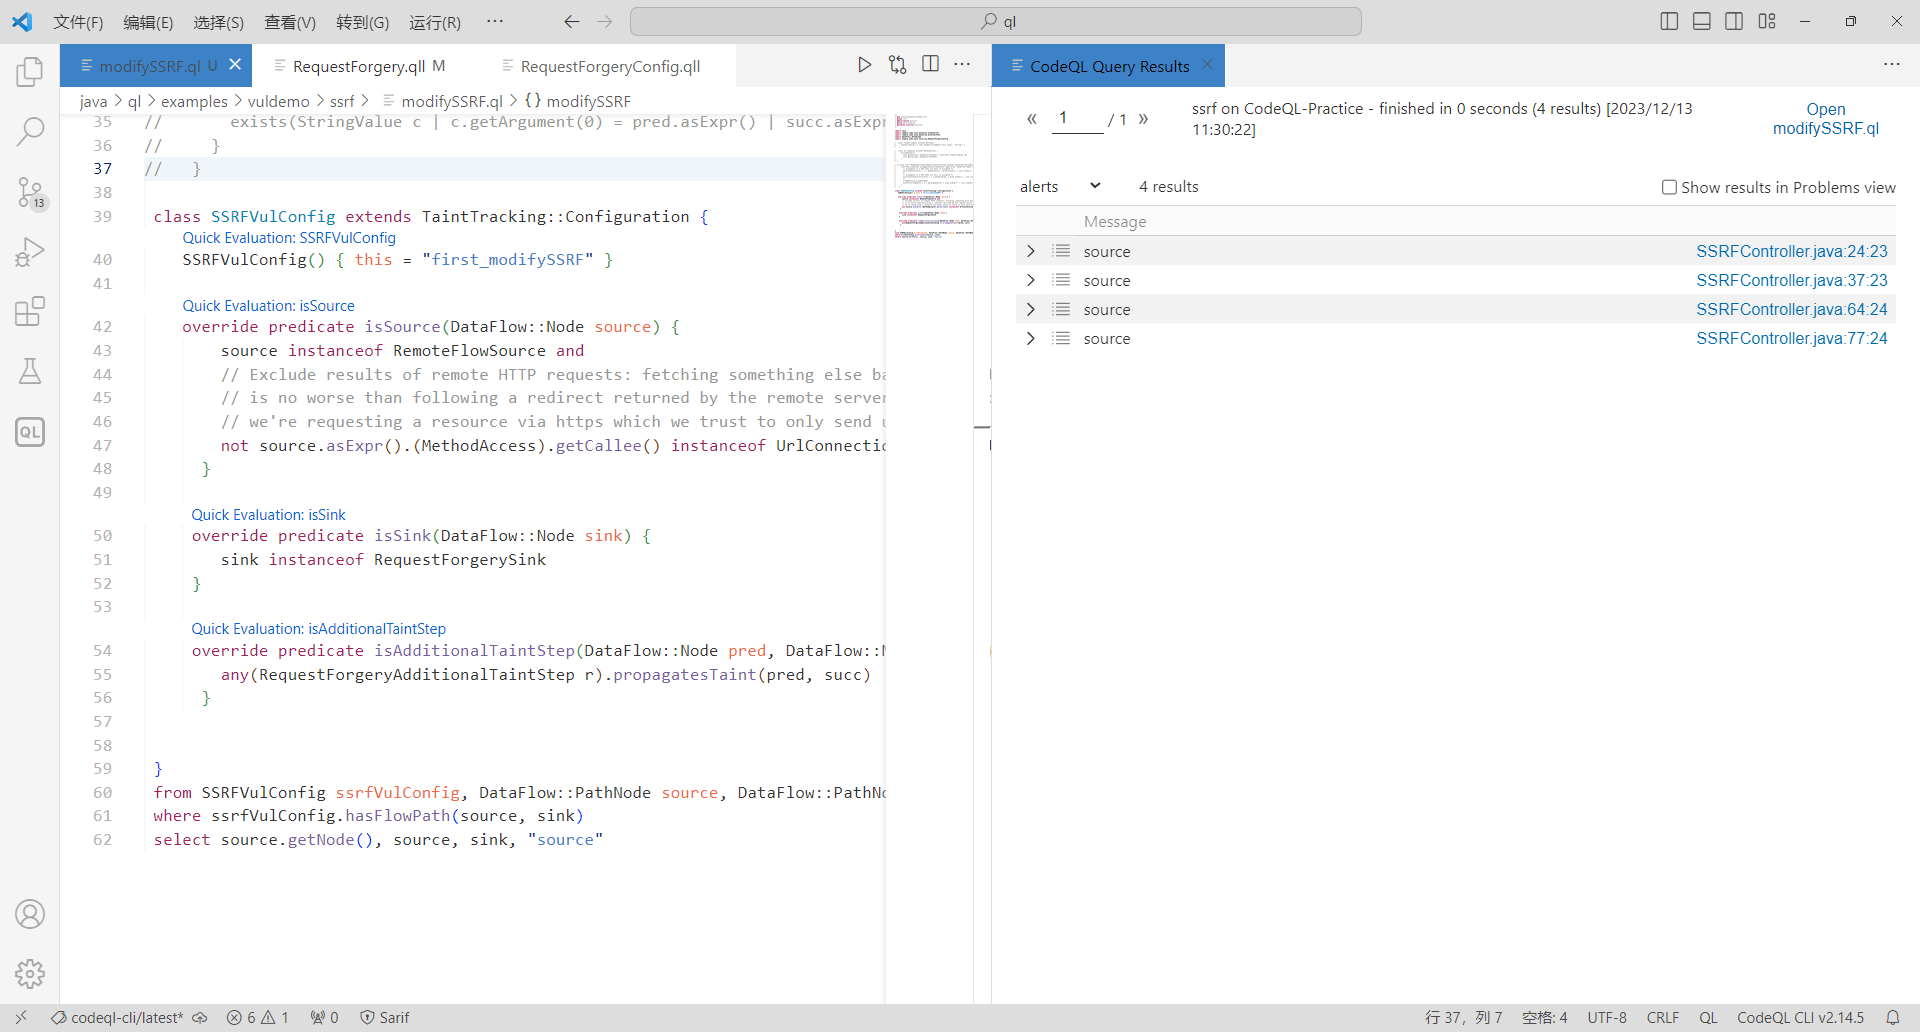 文件(F) 编辑(E) 选择(S) 查看(V) 转到(G) 运行(R) ··· ql
modifySSRF.ql U
RequestForgery.qll M
RequestForgeryConfig.qll
java > ql > examples > vuldemo > ssrf > modifySSRF.ql > {} modifySSRF
35 // exists(StringValue c | c.getArgument(0) = pred.asExpr() | succ.asExpr
36 // }
37 // }
38
39 class SSRFVulConfig extends TaintTracking::Configuration {
Quick Evaluation: SSRFVulConfig
40 SSRFVulConfig() { this = "first_modifySSRF" }
41
Quick Evaluation: isSource
42 override predicate isSource(DataFlow::Node source) {
43 source instanceof RemoteFlowSource and
44 // Exclude results of remote HTTP requests: fetching something else ba
45 // is no worse than following a redirect returned by the remote server
46 // we're requesting a resource via https which we trust to only send
47 not source.asExpr().(MethodAccess).getCallee() instanceof UrlConnectio
48 }
49
Quick Evaluation: isSink
50 override predicate isSink(DataFlow::Node sink) {
51 sink instanceof RequestForgerySink
52 }
53
Quick Evaluation: isAdditionalTaintStep
54 override predicate isAdditionalTaintStep(DataFlow::Node pred, DataFlow::
55 any(RequestForgeryAdditionalTaintStep r).propagatesTaint(pred, succ)
56 }
57
58
59 }
60 from SSRFVulConfig ssrfVulConfig, DataFlow::PathNode source, DataFlow::PathNo
61 where ssrfVulConfig.hasFlowPath(source, sink)
62 select source.getNode(), source, sink, "source"
CodeQL Query Results
« 1 / 1 »
ssrf on CodeQL-Practice - finished in 0 seconds (4 results) [2023/12/13
11:30:22]
Open
modifySSRF.ql
alerts 4 results Show results in Problems view
Message
source SSRFController.java:24:23
source SSRFController.java:37:23
source SSRFController.java:64:24
source SSRFController.java:77:24
13
QL
codeql-cli/latest* 6 1 0 Sarif
行 37，列 7 空格: 4 UTF-8 CRLF QL CodeQL CLI v2.14.5